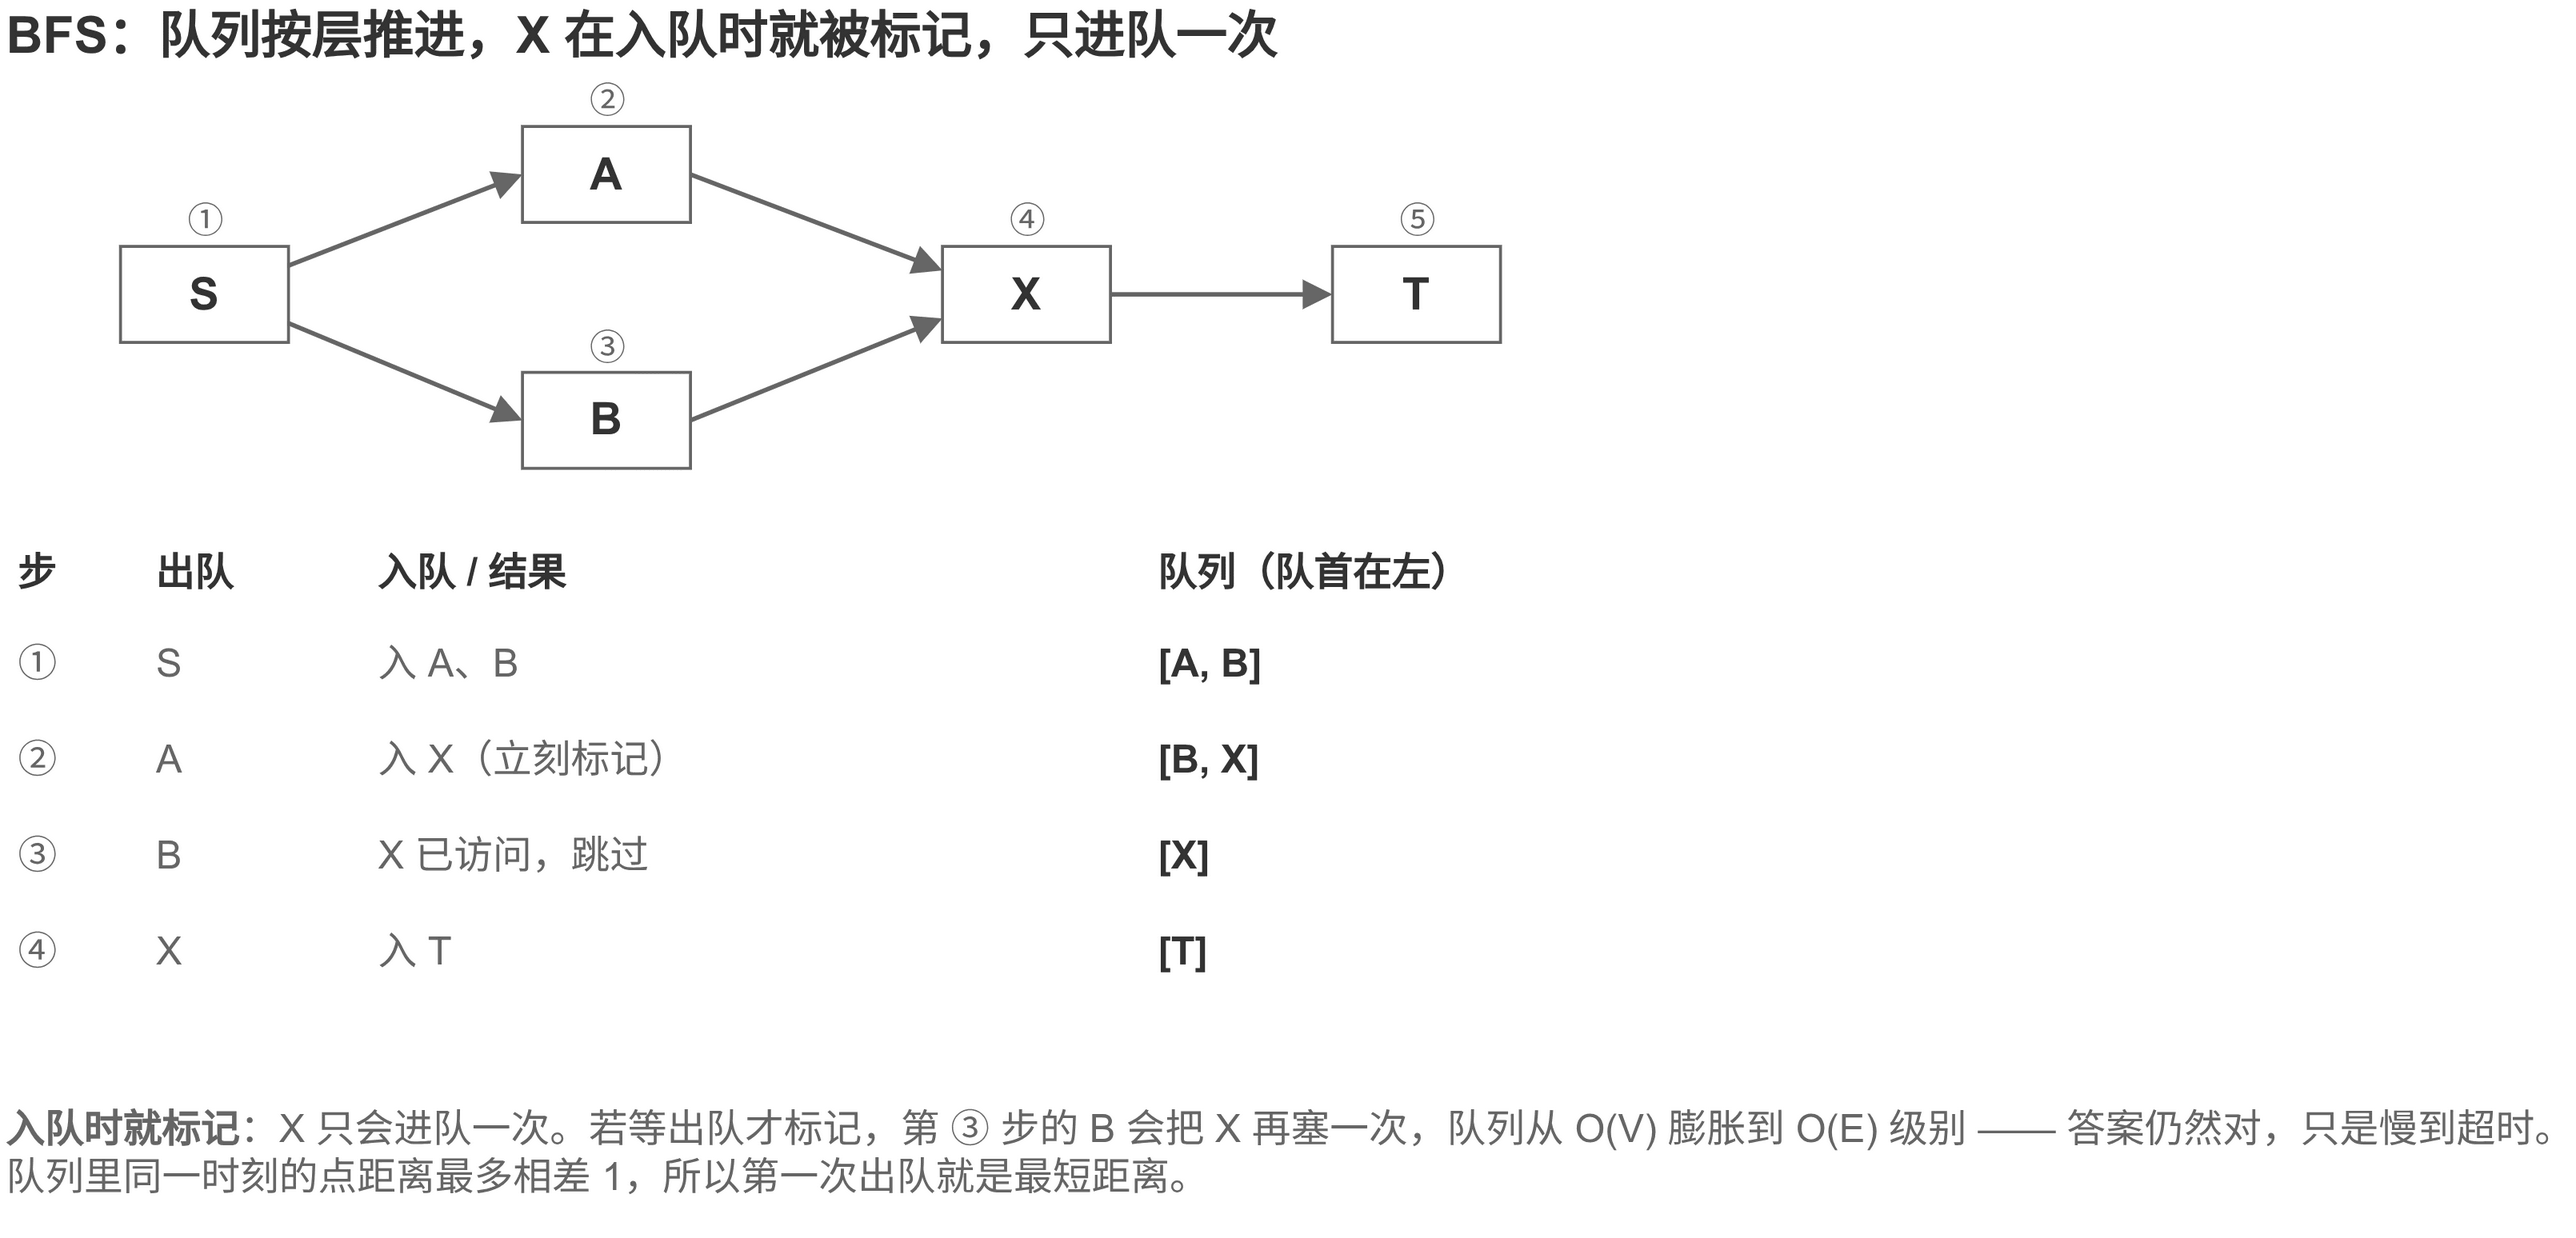 BFS：队列按层推进，X 在入队时就被标记，只进队一次
②
A
①
④
⑤
S
X
T
③
B
步 出队 入队 / 结果 队列（队首在左）
① S 入 A、B [A, B]
② A 入 X（立刻标记） [B, X]
③ B X 已访问，跳过 [X]
④ X 入 T [T]
入队时就标记：X 只会进队一次。若等出队才标记，第 ③ 步的 B 会把 X 再塞一次，队列从 O(V) 膨胀到 O(E) 级别 —— 答案仍然对，只是慢到超时。
队列里同一时刻的点距离最多相差 1，所以第一次出队就是最短距离。